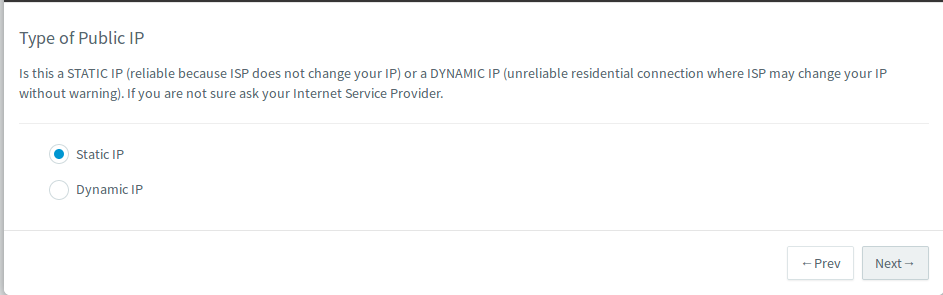 Type of Public IP
Is this a STATIC IP (reliable because ISP does not change your IP) or a DYNAMIC IP (unreliable residential connection where ISP may change your IP
without warning). If you are not sure ask your Internet Service Provider.
Static IP
Dynamic IP
←Prev
Next→